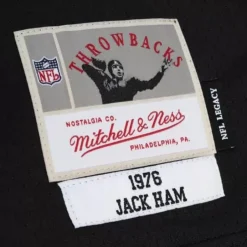 THROWBACKS
NFL
NOSTALGIA CO.
Mitchell & Ness
PHILADELPHIA, PA.
NFL LEGACY
1976
JACK HAM